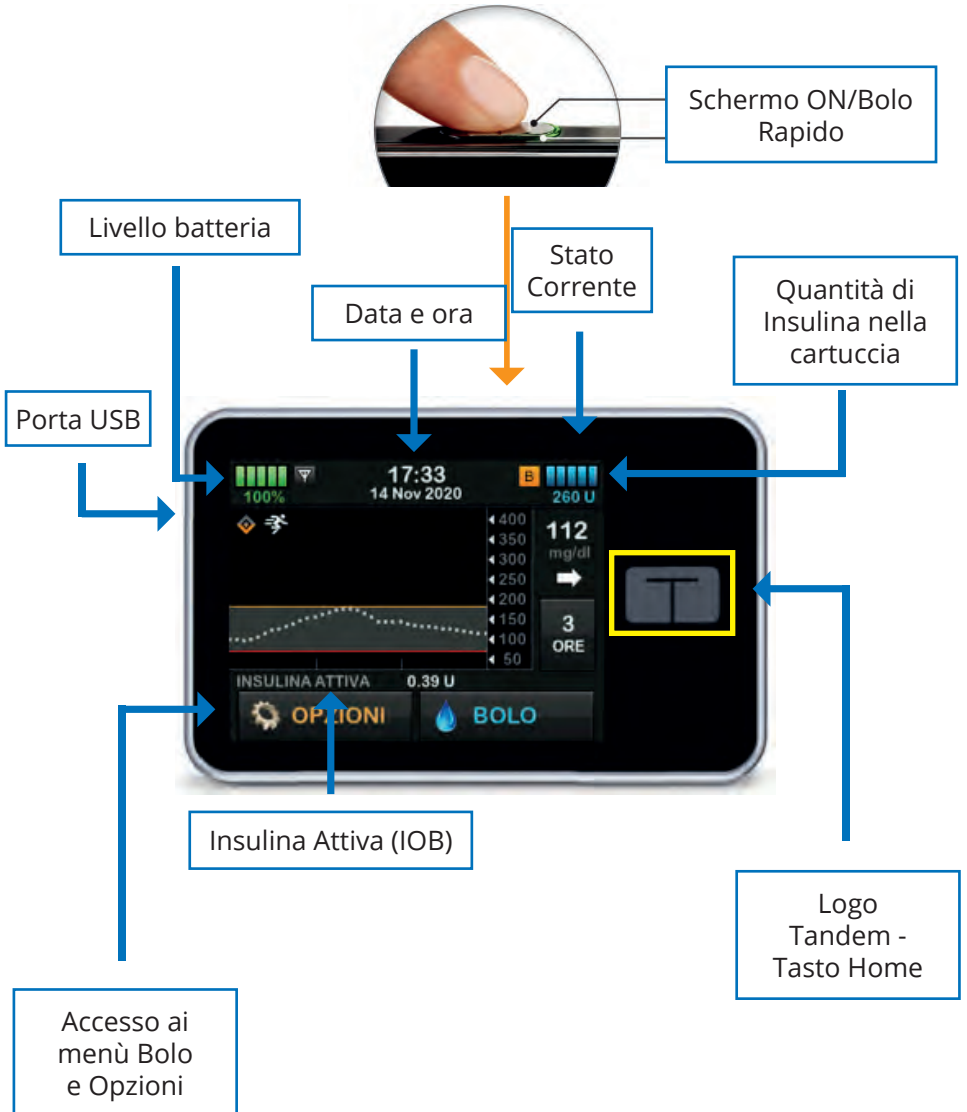 Schermo ON/Bolo
Rapido
Livello batteria
Stato
Corrente
Data e ora
Quantità di
Insulina nella
cartuccia
Porta USB
17:33
B
100%
14 Nov 2020
260 U
400
350
300
250
200
150
100
50
112
mg/dl
3
ORE
INSULINA ATTIVA 0.39 U
OPZIONI
BOLO
Insulina Attiva (IOB)
Logo
Tandem -
Tasto Home
Accesso ai
menù Bolo
e Opzioni